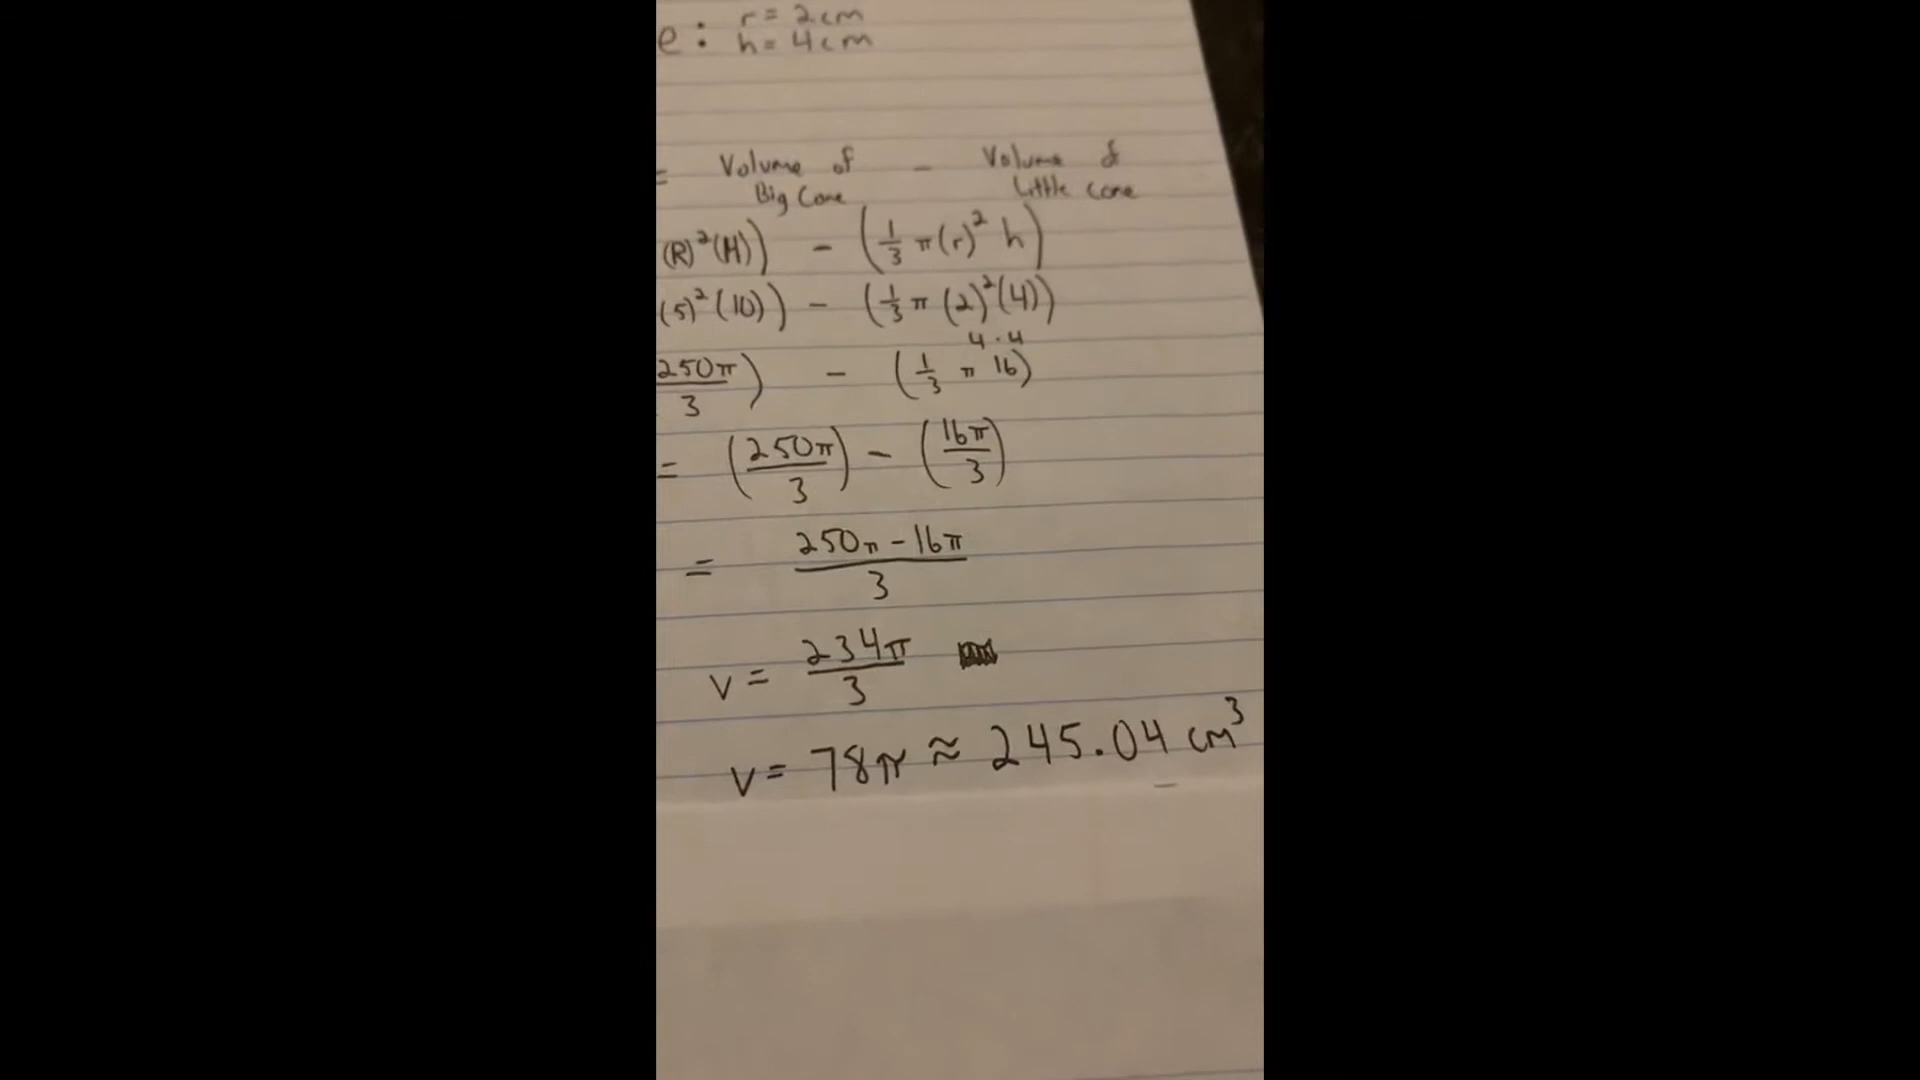 e: r = 2cm
h = 4cm
= Volume of - Volume of
Big Cone Little cone
(R)²(H)) - (1/3 π(r)² h)
(5)²(10)) - (1/3 π (2)²(4))
4 · 4
250π/3) - (1/3 π 16)
= (250π/3) - (16π/3)
= 250π - 16π/3
V = 234π/3
V = 78π ≈ 245.04 cm³